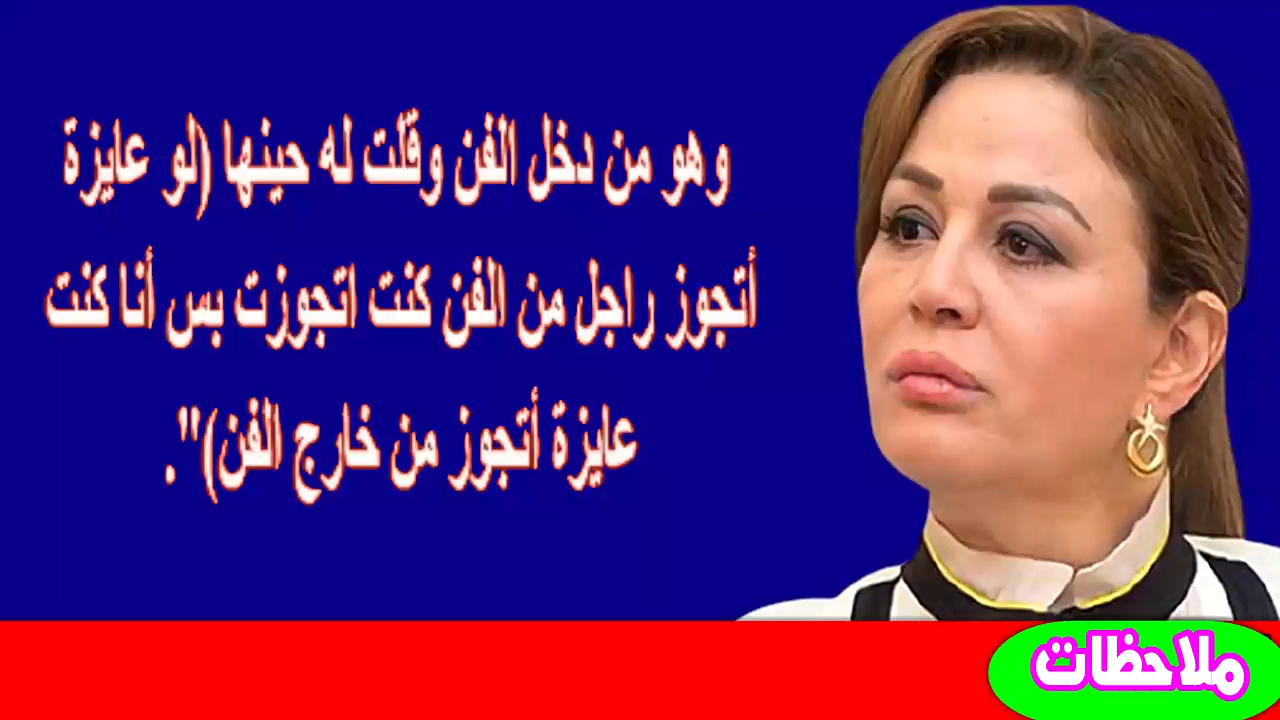 وهو من دخل الفن وقلت له حينها (لو عايزة
أتجوز راجل من الفن كنت اتجوزت بس أنا كنت
عايزة أتجوز من خارج الفن)".
ملاحظات